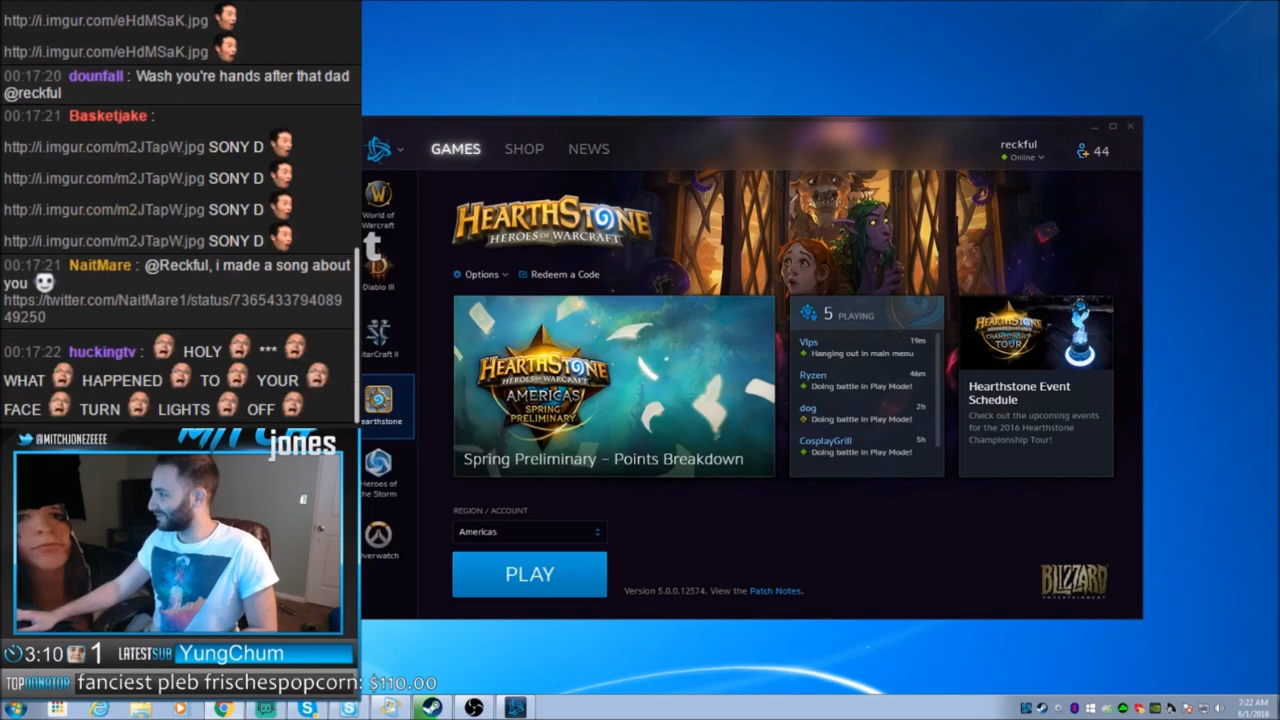 http://i.imgur.com/eHdMSaK.jpg
http://i.imgur.com/eHdMSaK.jpg
00:17:20 dounfall : Wash you're hands after that dad
@reckful
00:17:21 Basketjake :
http://i.imgur.com/m2JTapW.jpg SONY D
http://i.imgur.com/m2JTapW.jpg SONY D
http://i.imgur.com/m2JTapW.jpg SONY D
http://i.imgur.com/m2JTapW.jpg SONY D
00:17:21 NaitMare : @Reckful, i made a song about
you
https://twitter.com/NaitMare1/status/7365433794089
49250
00:17:22 huckingtv : HOLY ***
WHAT HAPPENED TO YOUR
FACE TURN LIGHTS OFF
@MITCHJONEZEEEE
jones
3:10 1 LATESTSUB YungChum
TOPDONATOR fanciest pleb frischespopcorn: $110.00
GAMES SHOP NEWS
reckful
Online
44
World of
Warcraft
t
Diablo III
StarCraft II
earthstone
Heroes of
the Storm
verwatch
HEARTHSTONE
HEROES OF WARCRAFT
Options Redeem a Code
HEARTHSTONE
HEROES OF WARCRAFT
AMERICAS
SPRING
PRELIMINARY
Spring Preliminary – Points Breakdown
5 PLAYING
Vlps 19m
Hanging out in main menu
Ryzen 46m
Doing battle in Play Mode!
dog 2h
Doing battle in Play Mode!
CosplayGrill 5h
Doing battle in Play Mode!
HEARTHSTONE
CHAMPIONSHIP
TOUR
Hearthstone Event
Schedule
Check out the upcoming events
for the 2016 Hearthstone
Championship Tour!
REGION / ACCOUNT
Americas
PLAY
Version 5.0.0.12574. View the Patch Notes.
BLIZZARD
ENTERTAINMENT
7:22 AM
6/1/2016